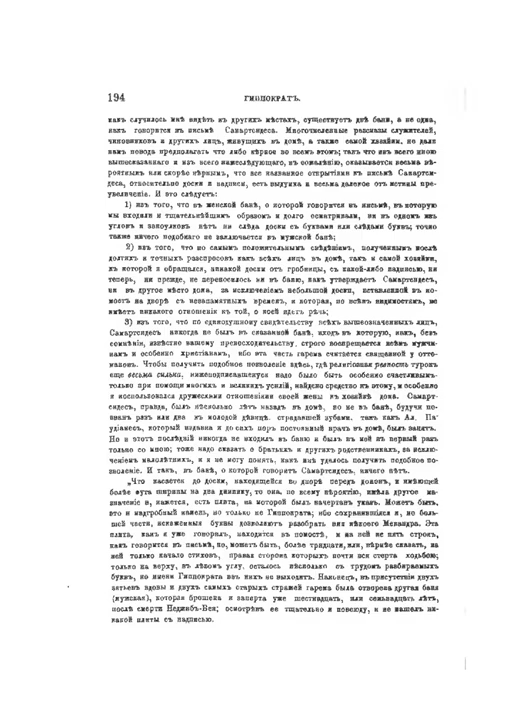 194 ГИППОКРАТЪ.
какъ случилось мнѣ видѣть въ другихъ мѣстахъ, существуетъ двѣ бани, а не одна,
какъ говорится въ письмѣ Самартсидеса. Многочисленные рассказы служителей,
чиновниковъ и другихъ лицъ, живущихъ въ домѣ, а также самой хозяйки, не дали
намъ повода предполагать что либо вѣрное во всемъ этомъ; такъ что изъ всего мною
вышесказаннаго и изъ всего нижеслѣдующаго, къ сожалѣнію, оказывается весьма вѣ-
роятнымъ или скорѣе вѣрнымъ, что все названное открытіемъ въ письмѣ Самартси-
деса, относительно доски и надписи, есть выдумка и весьма далекое отъ истины пре-
увеличеніе. И это слѣдуетъ:
1) изъ того, что въ женской банѣ, о которой говорится въ письмѣ, въ которую
мы входили и тщательнѣйшимъ образомъ и долго осматривали, ни въ одномъ изъ
угловъ и закоулковъ нѣтъ ни слѣда доски съ буквами или слѣдами буквъ; точно
также ничего подобнаго не заключается въ мужской банѣ;
2) изъ того, что по самымъ положительнымъ свѣдѣніямъ, полученнымъ послѣ
долгихъ и точныхъ разспросовъ какъ всѣхъ лицъ въ домѣ, такъ и самой хозяйки,
къ которой я обращался, никакой доски отъ гробницы, съ какой-либо надписью, ни
теперь, ни прежде, не переносилось ни въ баню, какъ утверждаетъ Самартсидесъ,
ни въ другое мѣсто дома, за исключеніемъ небольшой доски, вставленной въ по-
мостъ на дворѣ съ незапамятныхъ временъ, и которая, по всѣмъ видимостямъ, не
имѣетъ никакого отношенія къ той, о коей идетъ рѣчь;
3) изъ того, что по единодушному свидѣтельству всѣхъ вышеозначенныхъ лицъ,
Самартсидесъ никогда не былъ въ сказанной банѣ, входъ въ которую, какъ, безъ
сомнѣнія, извѣстно вашему превосходительству, строго воспрещается всѣмъ мужчи-
намъ и особенно христіанамъ, ибо эта часть гарема считается священной у отто-
мановъ. Чтобы получить подобное позволеніе здѣсь, гдѣ религіозная ревность турокъ
еще весьма сильна, нижеподписавшемуся надо было быть особенно счастливымъ
только при помощи многихъ и всякихъ усилій, найдено средство къ этому, и особенно
я воспользовался дружескими отношеніями своей жены къ хозяйкѣ дома. Самарт-
сидесъ, правда, былъ нѣсколько лѣтъ назадъ въ домѣ, но не въ банѣ, будучи по-
званъ разъ или два къ молодой дѣвицѣ, страдавшей зубами, такъ какъ Ал. Па-
удіанесъ, который издавна и до сихъ поръ постоянный врачъ въ домѣ, былъ занятъ.
Но и этотъ послѣдній никогда не входилъ въ баню и былъ въ ней въ первый разъ
только со мною; тоже надо сказать о братьяхъ и другихъ родственникахъ, за исклю-
ченіемъ малолѣтнихъ, и я не могу понять, какъ мнѣ удалось получить подобное по-
зволеніе. И такъ, въ банѣ, о которой говоритъ Самартсидесъ, ничего нѣтъ.
„Что касается до доски, находящейся во дворѣ передъ домомъ, и имѣющей
болѣе фута ширины на два длиннику, то она, по всему вѣроятію, имѣла другое на-
значеніе и, кажется, есть плита, на которой былъ начертанъ указъ. Можетъ быть,
это и надгробный камень, но только не Гиппократа; ибо сохранившіяся и, по боль-
шей части, искаженныя буквы дозволяютъ разобрать имя нѣкоего Менандра. Эта
плита, какъ я уже говорилъ, находится въ помостѣ, и на ней не пять строкъ,
какъ говорится въ письмѣ, но, можетъ быть, болѣе тридцати, или, вѣрнѣе сказать, на
ней только начало стиховъ, правая сторона которыхъ почти вся стерта ходьбою;
только на верху, въ лѣвомъ углу, осталось нѣсколько съ трудомъ разбираемыхъ
буквъ, но имени Гиппократа изъ нихъ не выходитъ. Наконецъ, въ присутствіи двухъ
зятьевъ вдовы и двухъ самыхъ старыхъ стражей гарема была отворена другая баня
(мужская), которая брошена и заперта уже шестнадцать, или семьнадцать лѣтъ,
послѣ смерти Неджибъ-Бея; осмотрѣвъ ее тщательно и повсюду, я не нашелъ ни-
какой плиты съ надписью.